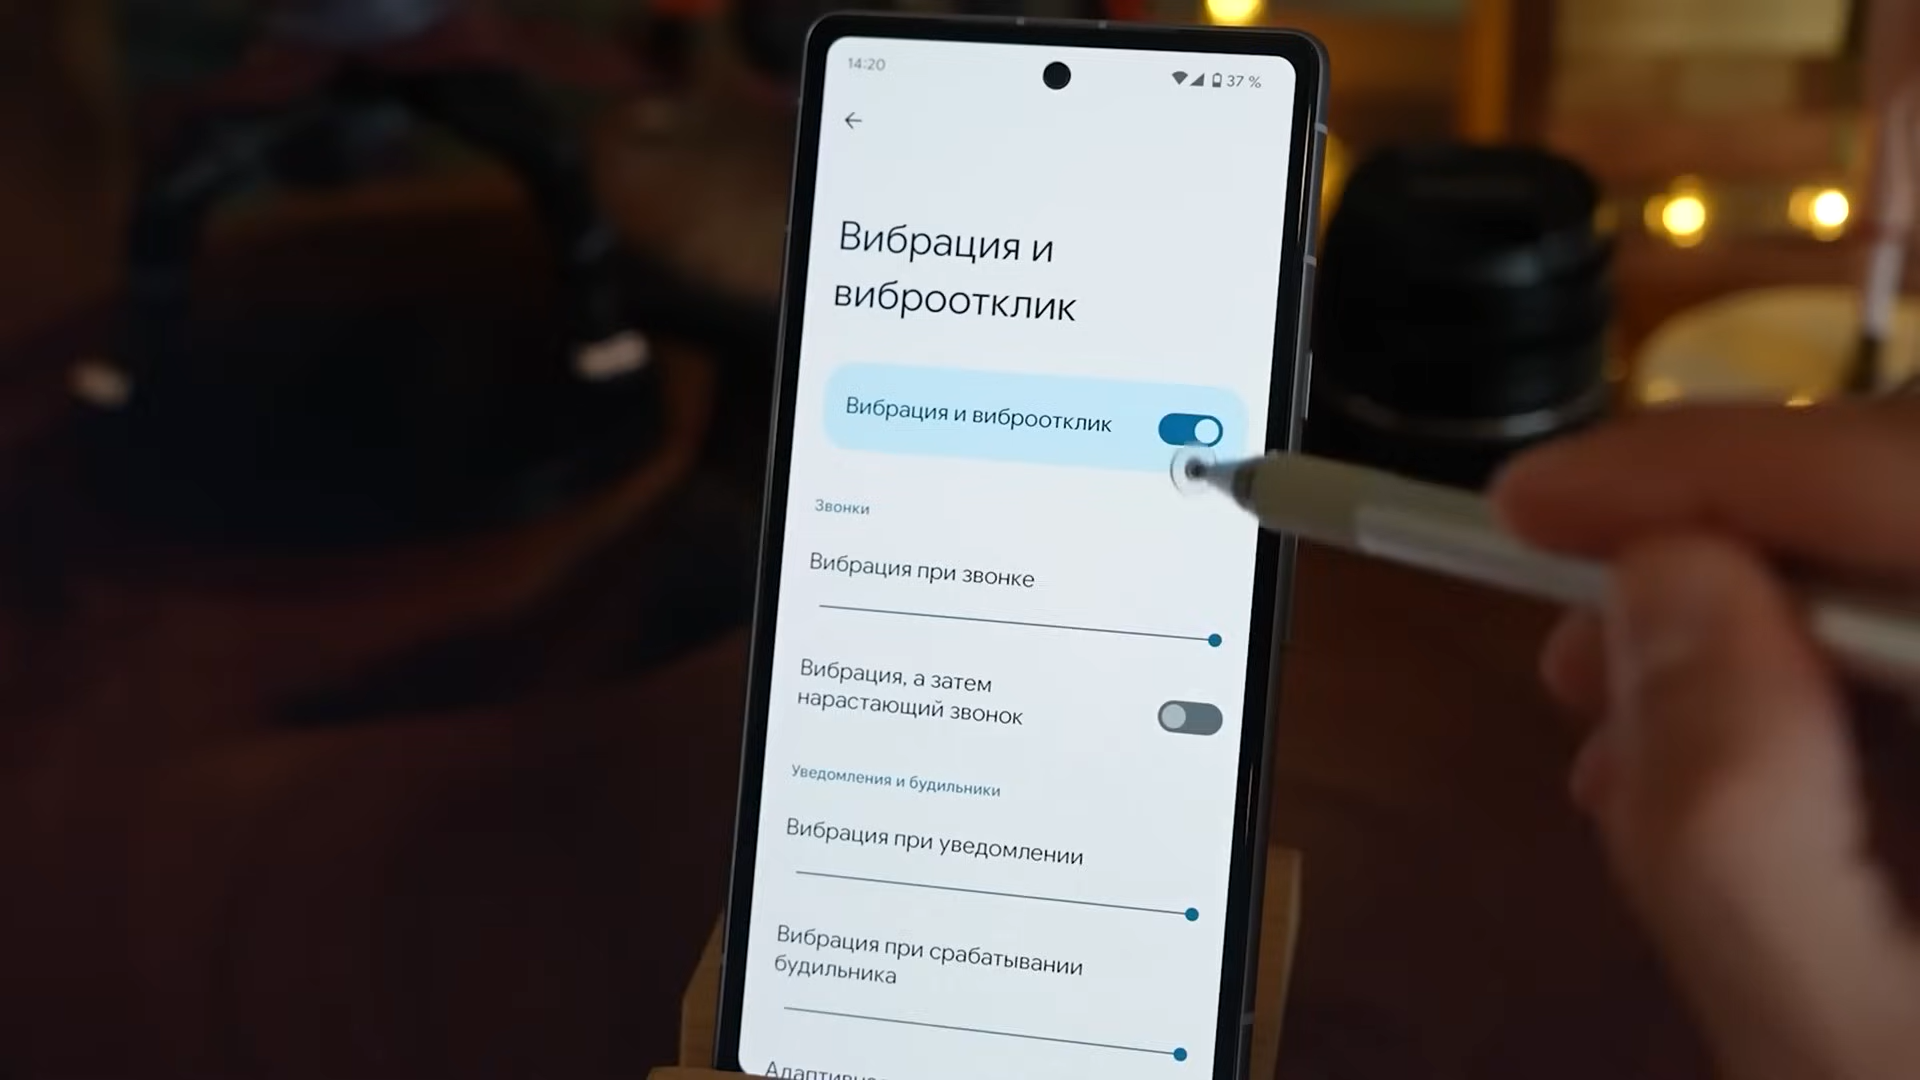 14:20
37 %
Вибрация и
виброотклик
Вибрация и виброотклик
Звонки
Вибрация при звонке
Вибрация, а затем
нарастающий звонок
Уведомления и будильники
Вибрация при уведомлении
Вибрация при срабатывании
будильника